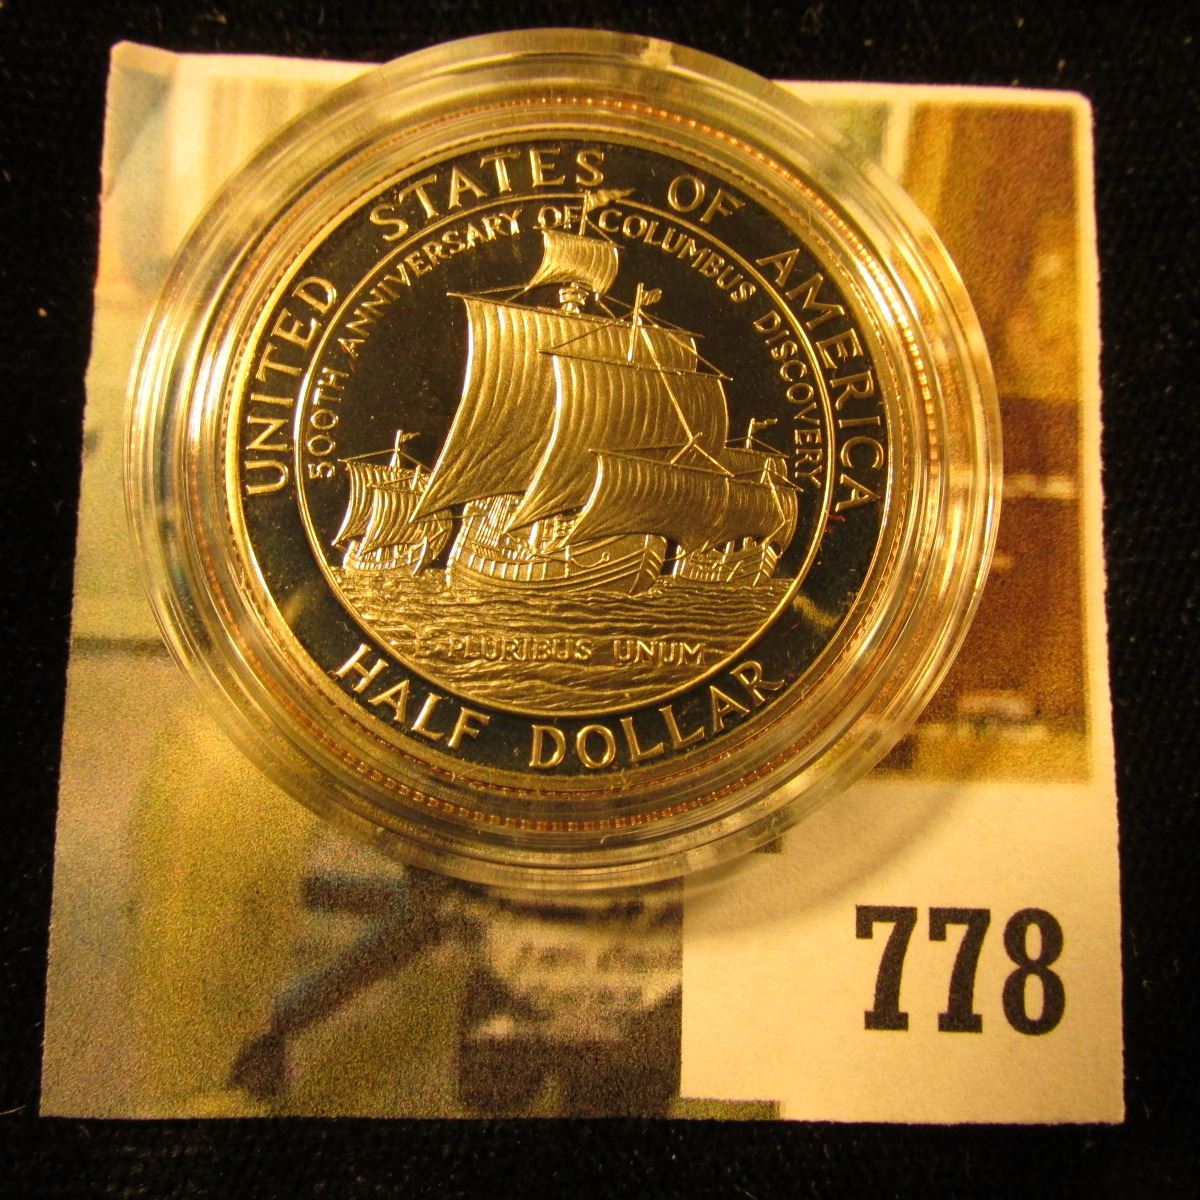 UNITED STATES OF AMERICA
500TH ANNIVERSARY OF COLUMBUS DISCOVERY
E PLURIBUS UNUM
HALF DOLLAR
778